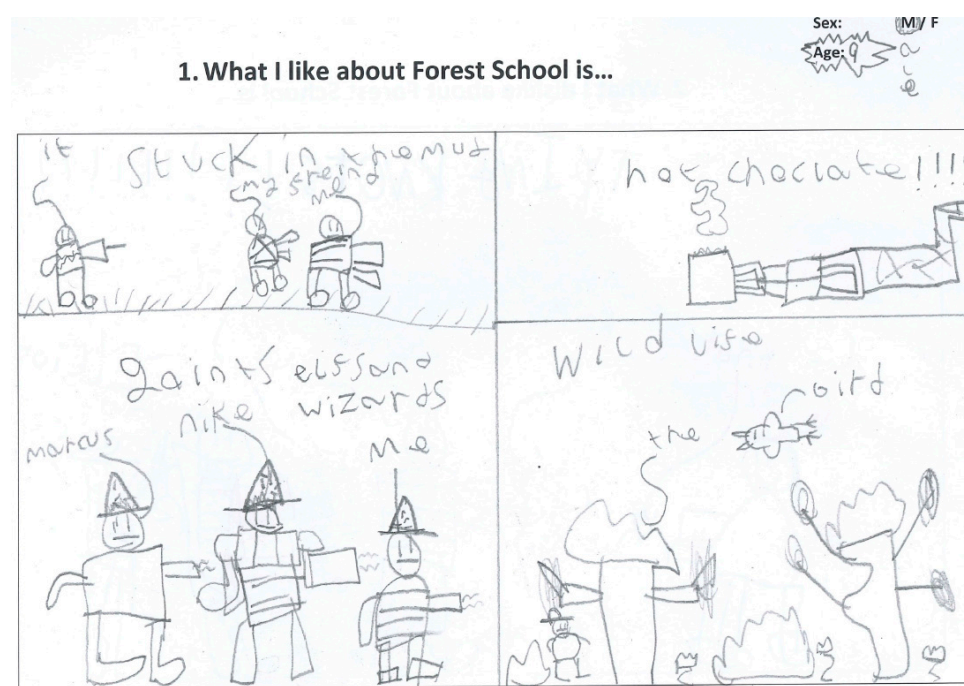 Sex: M / F
Age: 9
1. What I like about Forest School is...
it
Stuck in the mud
my freind
me
hot choclate!!!!
gaints elfs and
wizards
marcus
nike
me
Wild life
the